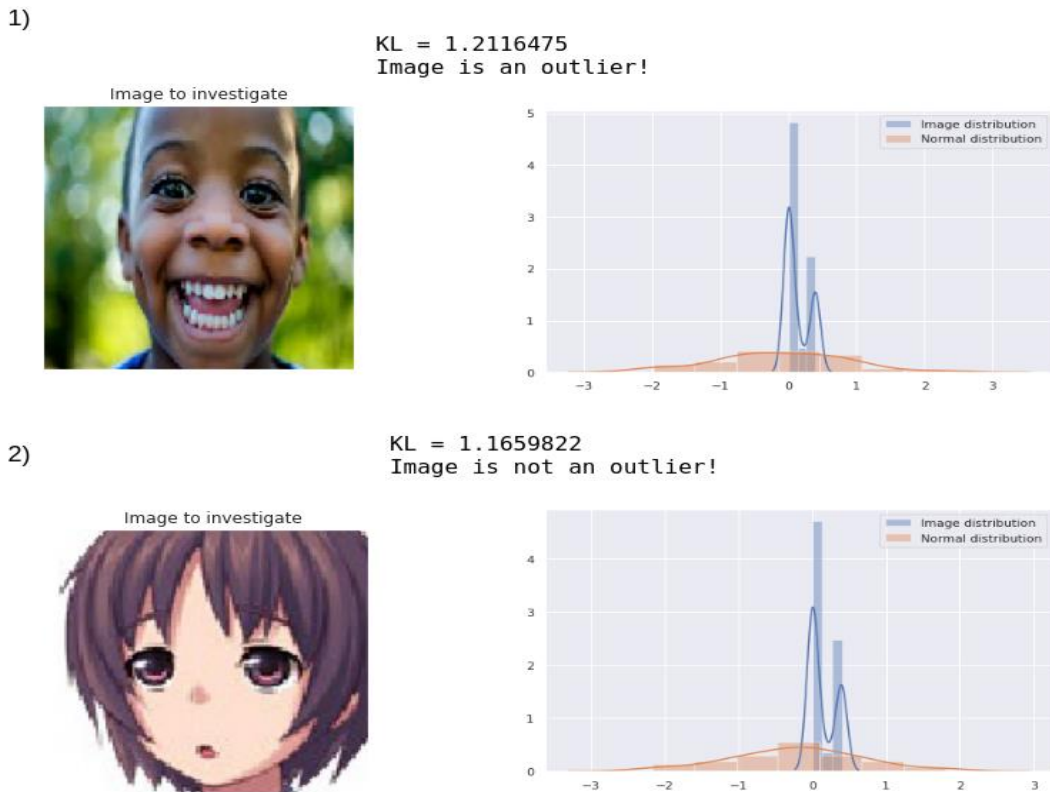 1)
KL = 1.2116475
Image is an outlier!
Image to investigate
5
4
3
2
1
0
Image distribution
Normal distribution
−3 −2 −1 0 1 2 3
2)
KL = 1.1659822
Image is not an outlier!
Image to investigate
4
3
2
1
0
Image distribution
Normal distribution
−3 −2 −1 0 1 2 3